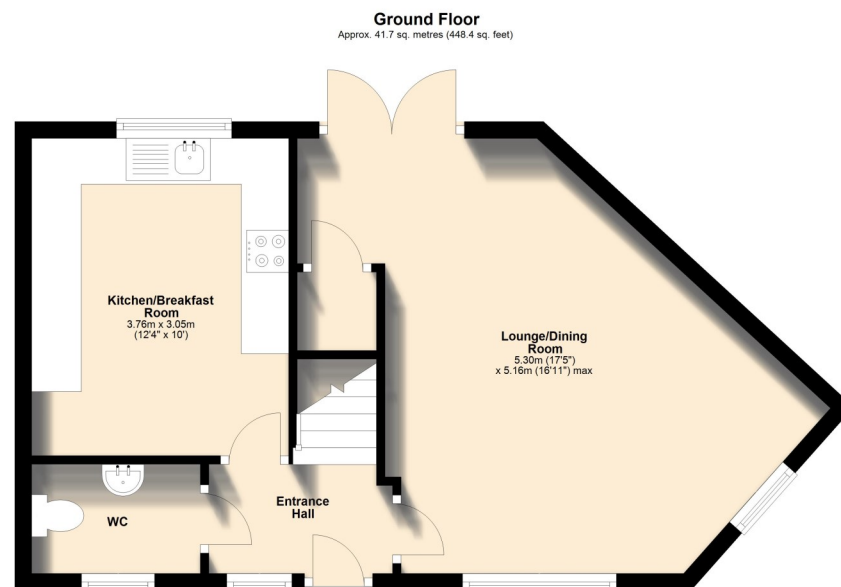 Ground Floor
Approx. 41.7 sq. metres (448.4 sq. feet)
Kitchen/Breakfast
Room
3.76m x 3.05m
(12'4" x 10')
Lounge/Dining
Room
5.30m (17'5")
x 5.16m (16'11") max
Entrance
Hall
WC